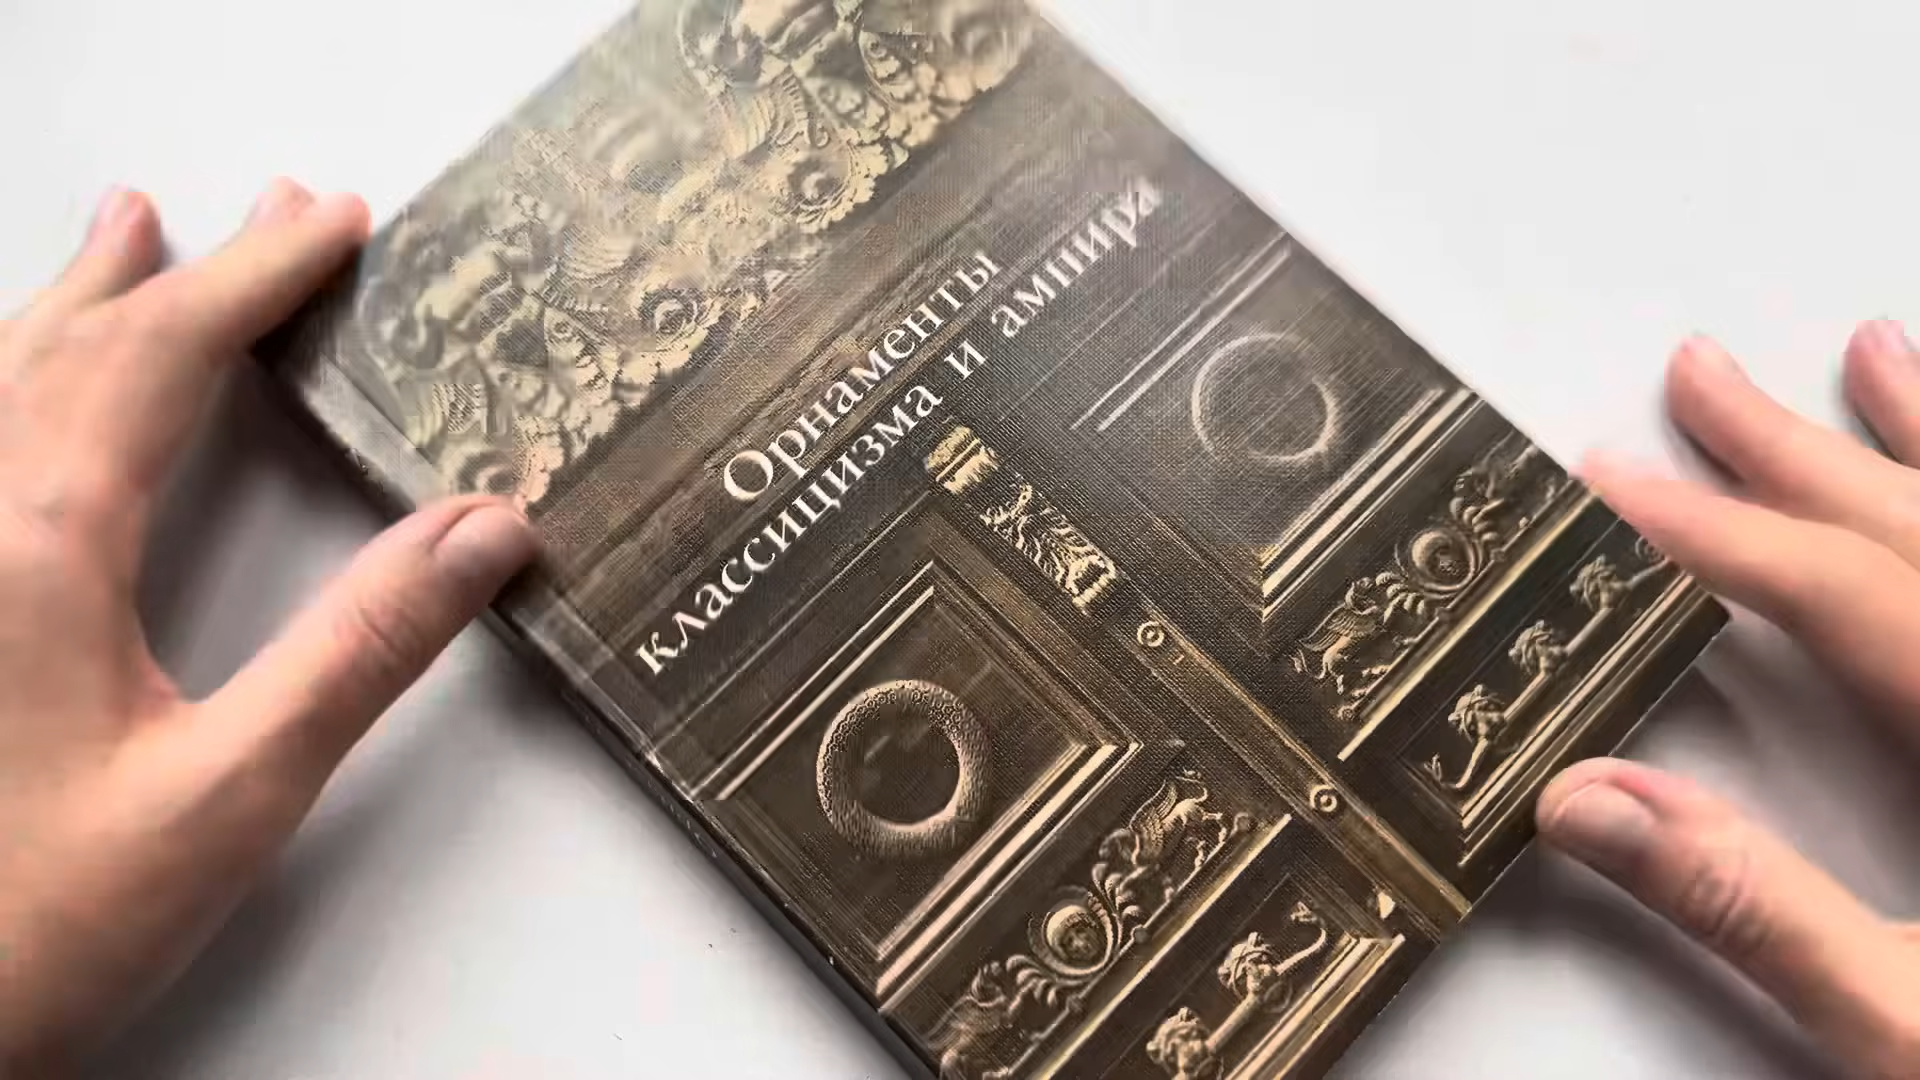 Орнаменты
классицизма и ампира